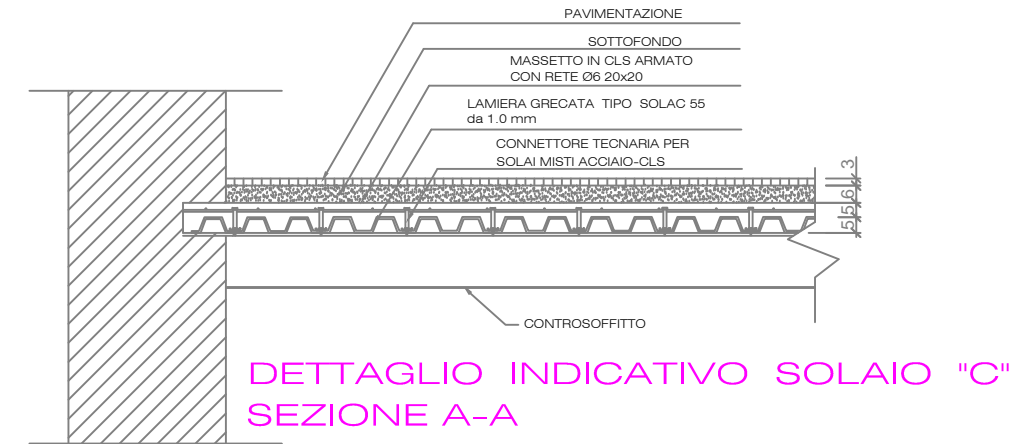 PAVIMENTAZIONE
SOTTOFONDO
MASSETTO IN CLS ARMATO
CON RETE Ø6 20x20
LAMIERA GRECATA TIPO SOLAC 55
da 1.0 mm
CONNETTORE TECNARIA PER
SOLAI MISTI ACCIAIO-CLS
3
6
5
5,5
CONTROSOFFITTO
DETTAGLIO INDICATIVO SOLAIO "C"
SEZIONE A-A